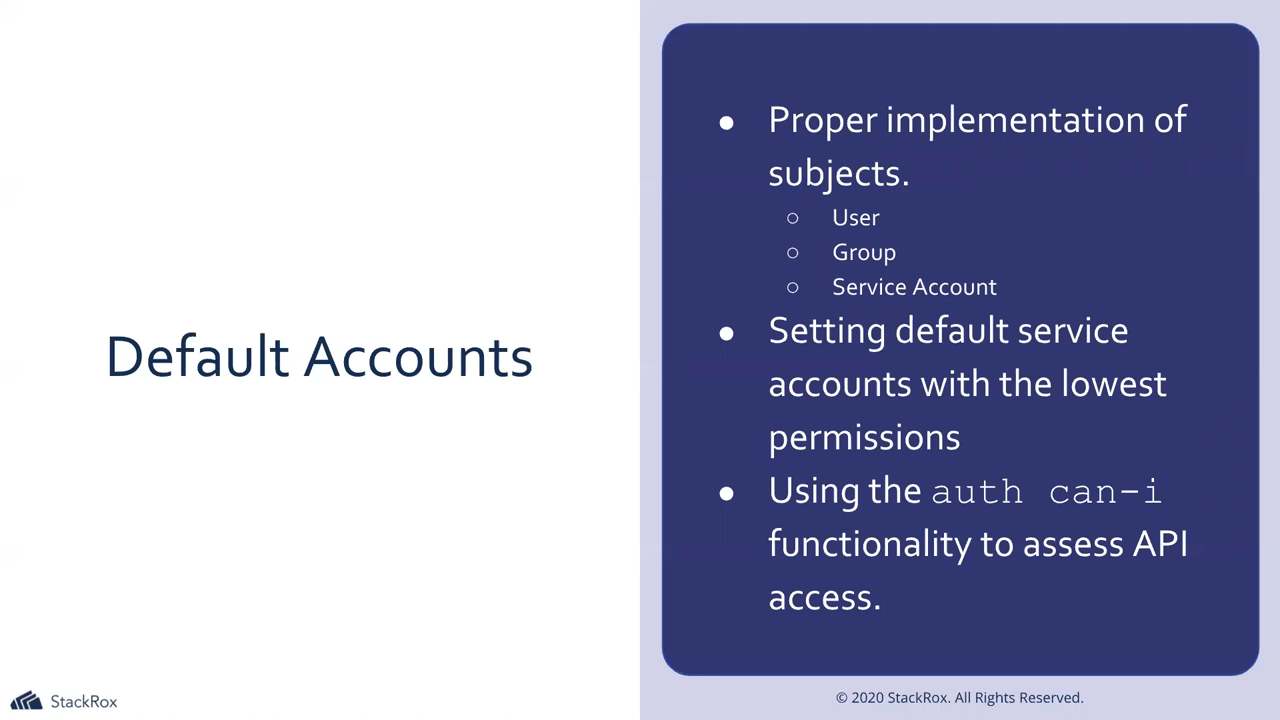 Default Accounts
● Proper implementation of
subjects.
○ User
○ Group
○ Service Account
● Setting default service
accounts with the lowest
permissions
● Using the auth can-i
functionality to assess API
access.
StackRox
© 2020 StackRox. All Rights Reserved.